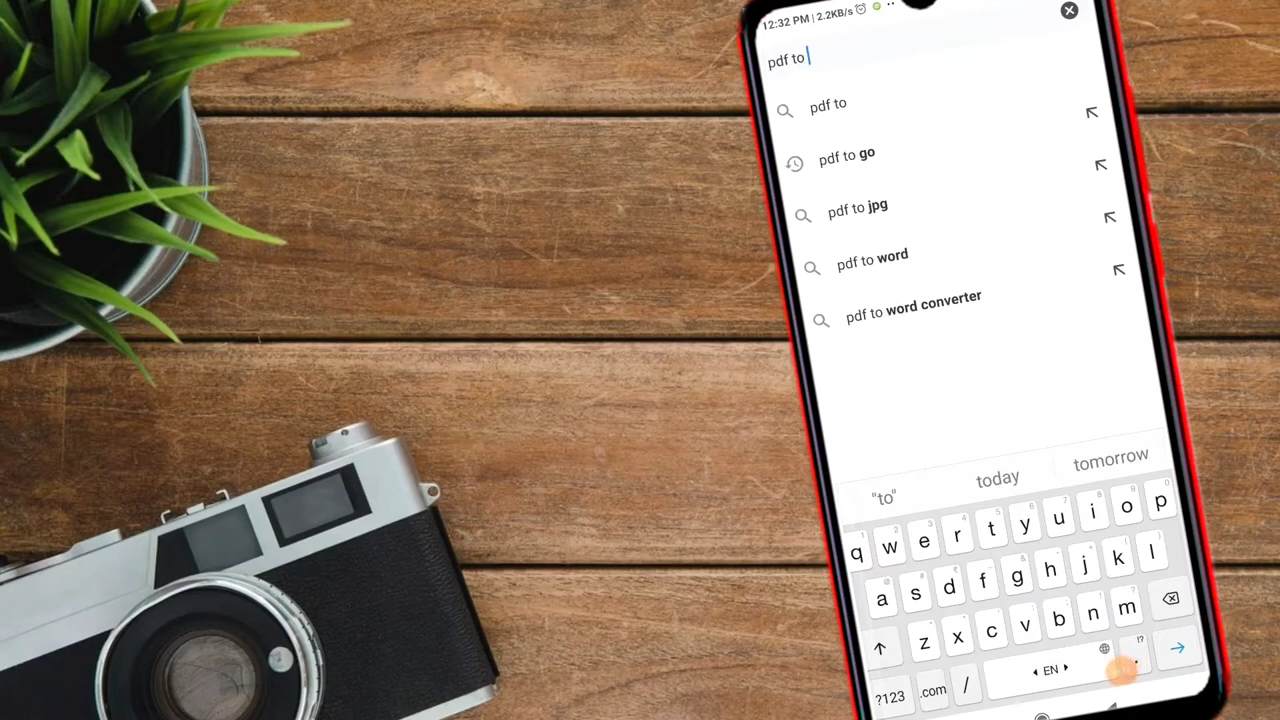 12:32 PM | 2.2KB/s
pdf to
pdf to
pdf to go
pdf to jpg
pdf to word
pdf to word converter
"to" today tomorrow
q w e r t y u i o p
a s d f g h j k l
z x c v b n m
?123 .com / EN .